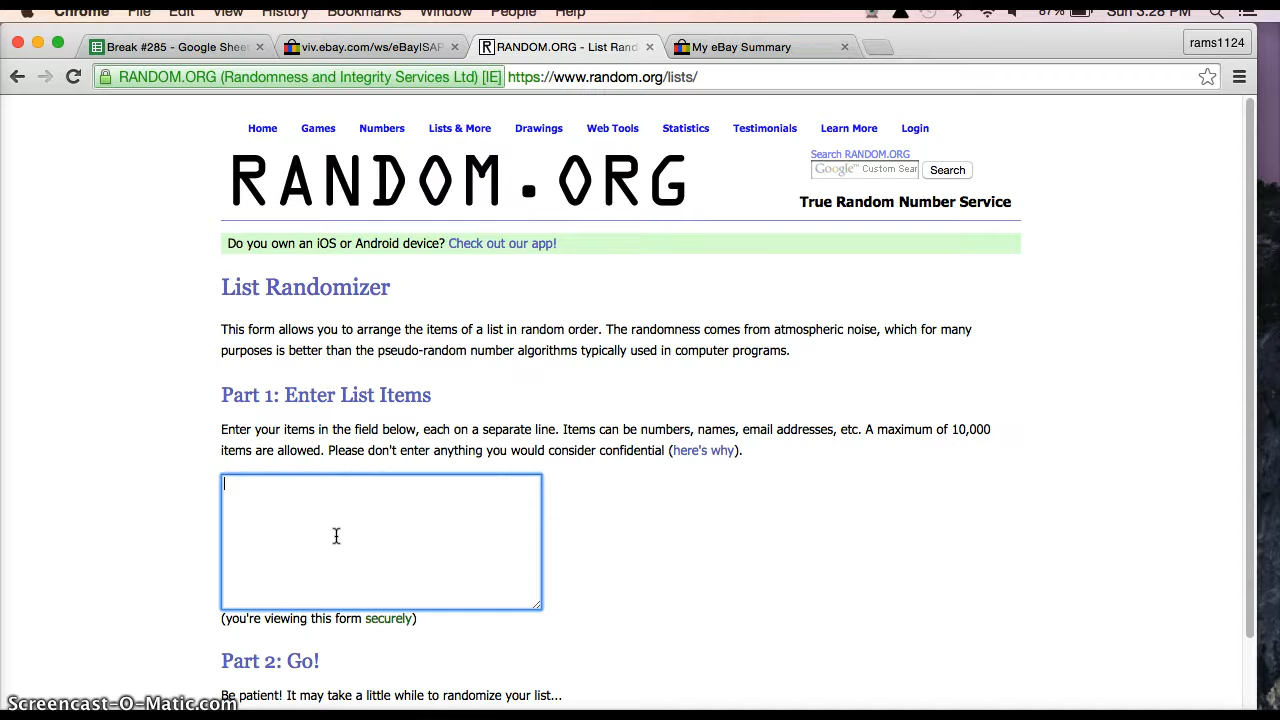 Chrome File Edit View History Bookmarks Window People Help 87% Sun 3:28 PM
Break #285 - Google Shee viv.ebay.com/ws/eBayISAP RANDOM.ORG - List Rand My eBay Summary rams1124
RANDOM.ORG (Randomness and Integrity Services Ltd) [IE] https://www.random.org/lists/
Home Games Numbers Lists & More Drawings Web Tools Statistics Testimonials Learn More Login
RANDOM.ORG
Search RANDOM.ORG
Google™ Custom Sear Search
True Random Number Service
Do you own an iOS or Android device? Check out our app!
List Randomizer
This form allows you to arrange the items of a list in random order. The randomness comes from atmospheric noise, which for many
purposes is better than the pseudo-random number algorithms typically used in computer programs.
Part 1: Enter List Items
Enter your items in the field below, each on a separate line. Items can be numbers, names, email addresses, etc. A maximum of 10,000
items are allowed. Please don't enter anything you would consider confidential (here's why).
(you're viewing this form securely)
Part 2: Go!
Be patient! It may take a little while to randomize your list...
Screencast-O-Matic.com